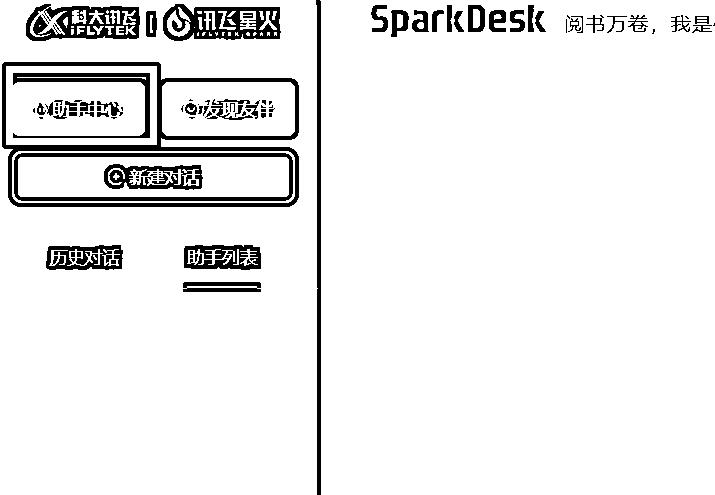 科大讯飞 iFLYTEK | 讯飞星火
助手中心 发现友伴
新建对话
历史对话 助手列表
SparkDesk 阅书万卷，我是